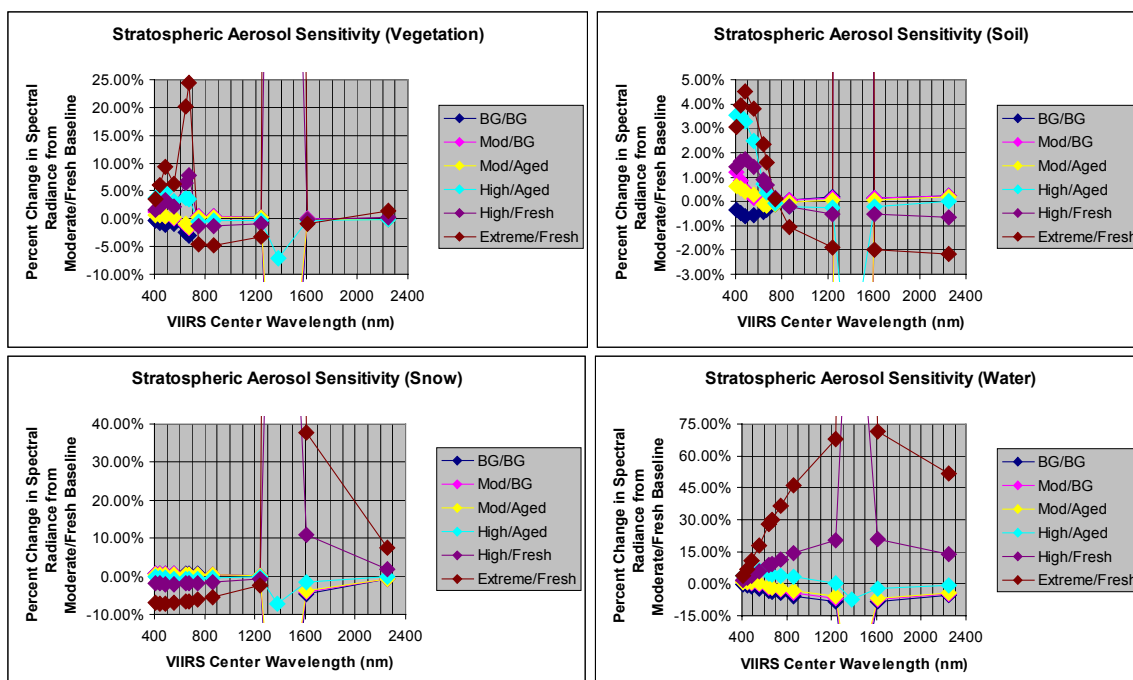 Stratospheric Aerosol Sensitivity (Vegetation)
Percent Change in Spectral
Radiance from
Moderate/Fresh Baseline
25.00%
20.00%
15.00%
10.00%
5.00%
0.00%
-5.00%
-10.00%
400 800 1200 1600 2000 2400
VIIRS Center Wavelength (nm)
BG/BG
Mod/BG
Mod/Aged
High/Aged
High/Fresh
Extreme/Fresh
Stratospheric Aerosol Sensitivity (Soil)
Percent Change in Spectral
Radiance from
Moderate/Fresh Baseline
5.00%
4.00%
3.00%
2.00%
1.00%
0.00%
-1.00%
-2.00%
-3.00%
400 800 1200 1600 2000 2400
VIIRS Center Wavelength (nm)
BG/BG
Mod/BG
Mod/Aged
High/Aged
High/Fresh
Extreme/Fresh
Stratospheric Aerosol Sensitivity (Snow)
Percent Change in Spectral
Radiance from
Moderate/Fresh Baseline
40.00%
30.00%
20.00%
10.00%
0.00%
-10.00%
400 800 1200 1600 2000 2400
VIIRS Center Wavelength (nm)
BG/BG
Mod/BG
Mod/Aged
High/Aged
High/Fresh
Extreme/Fresh
Stratospheric Aerosol Sensitivity (Water)
Percent Change in Spectral
Radiance from
Moderate/Fresh Baseline
75.00%
60.00%
45.00%
30.00%
15.00%
0.00%
-15.00%
400 800 1200 1600 2000 2400
VIIRS Center Wavelength (nm)
BG/BG
Mod/BG
Mod/Aged
High/Aged
High/Fresh
Extreme/Fresh